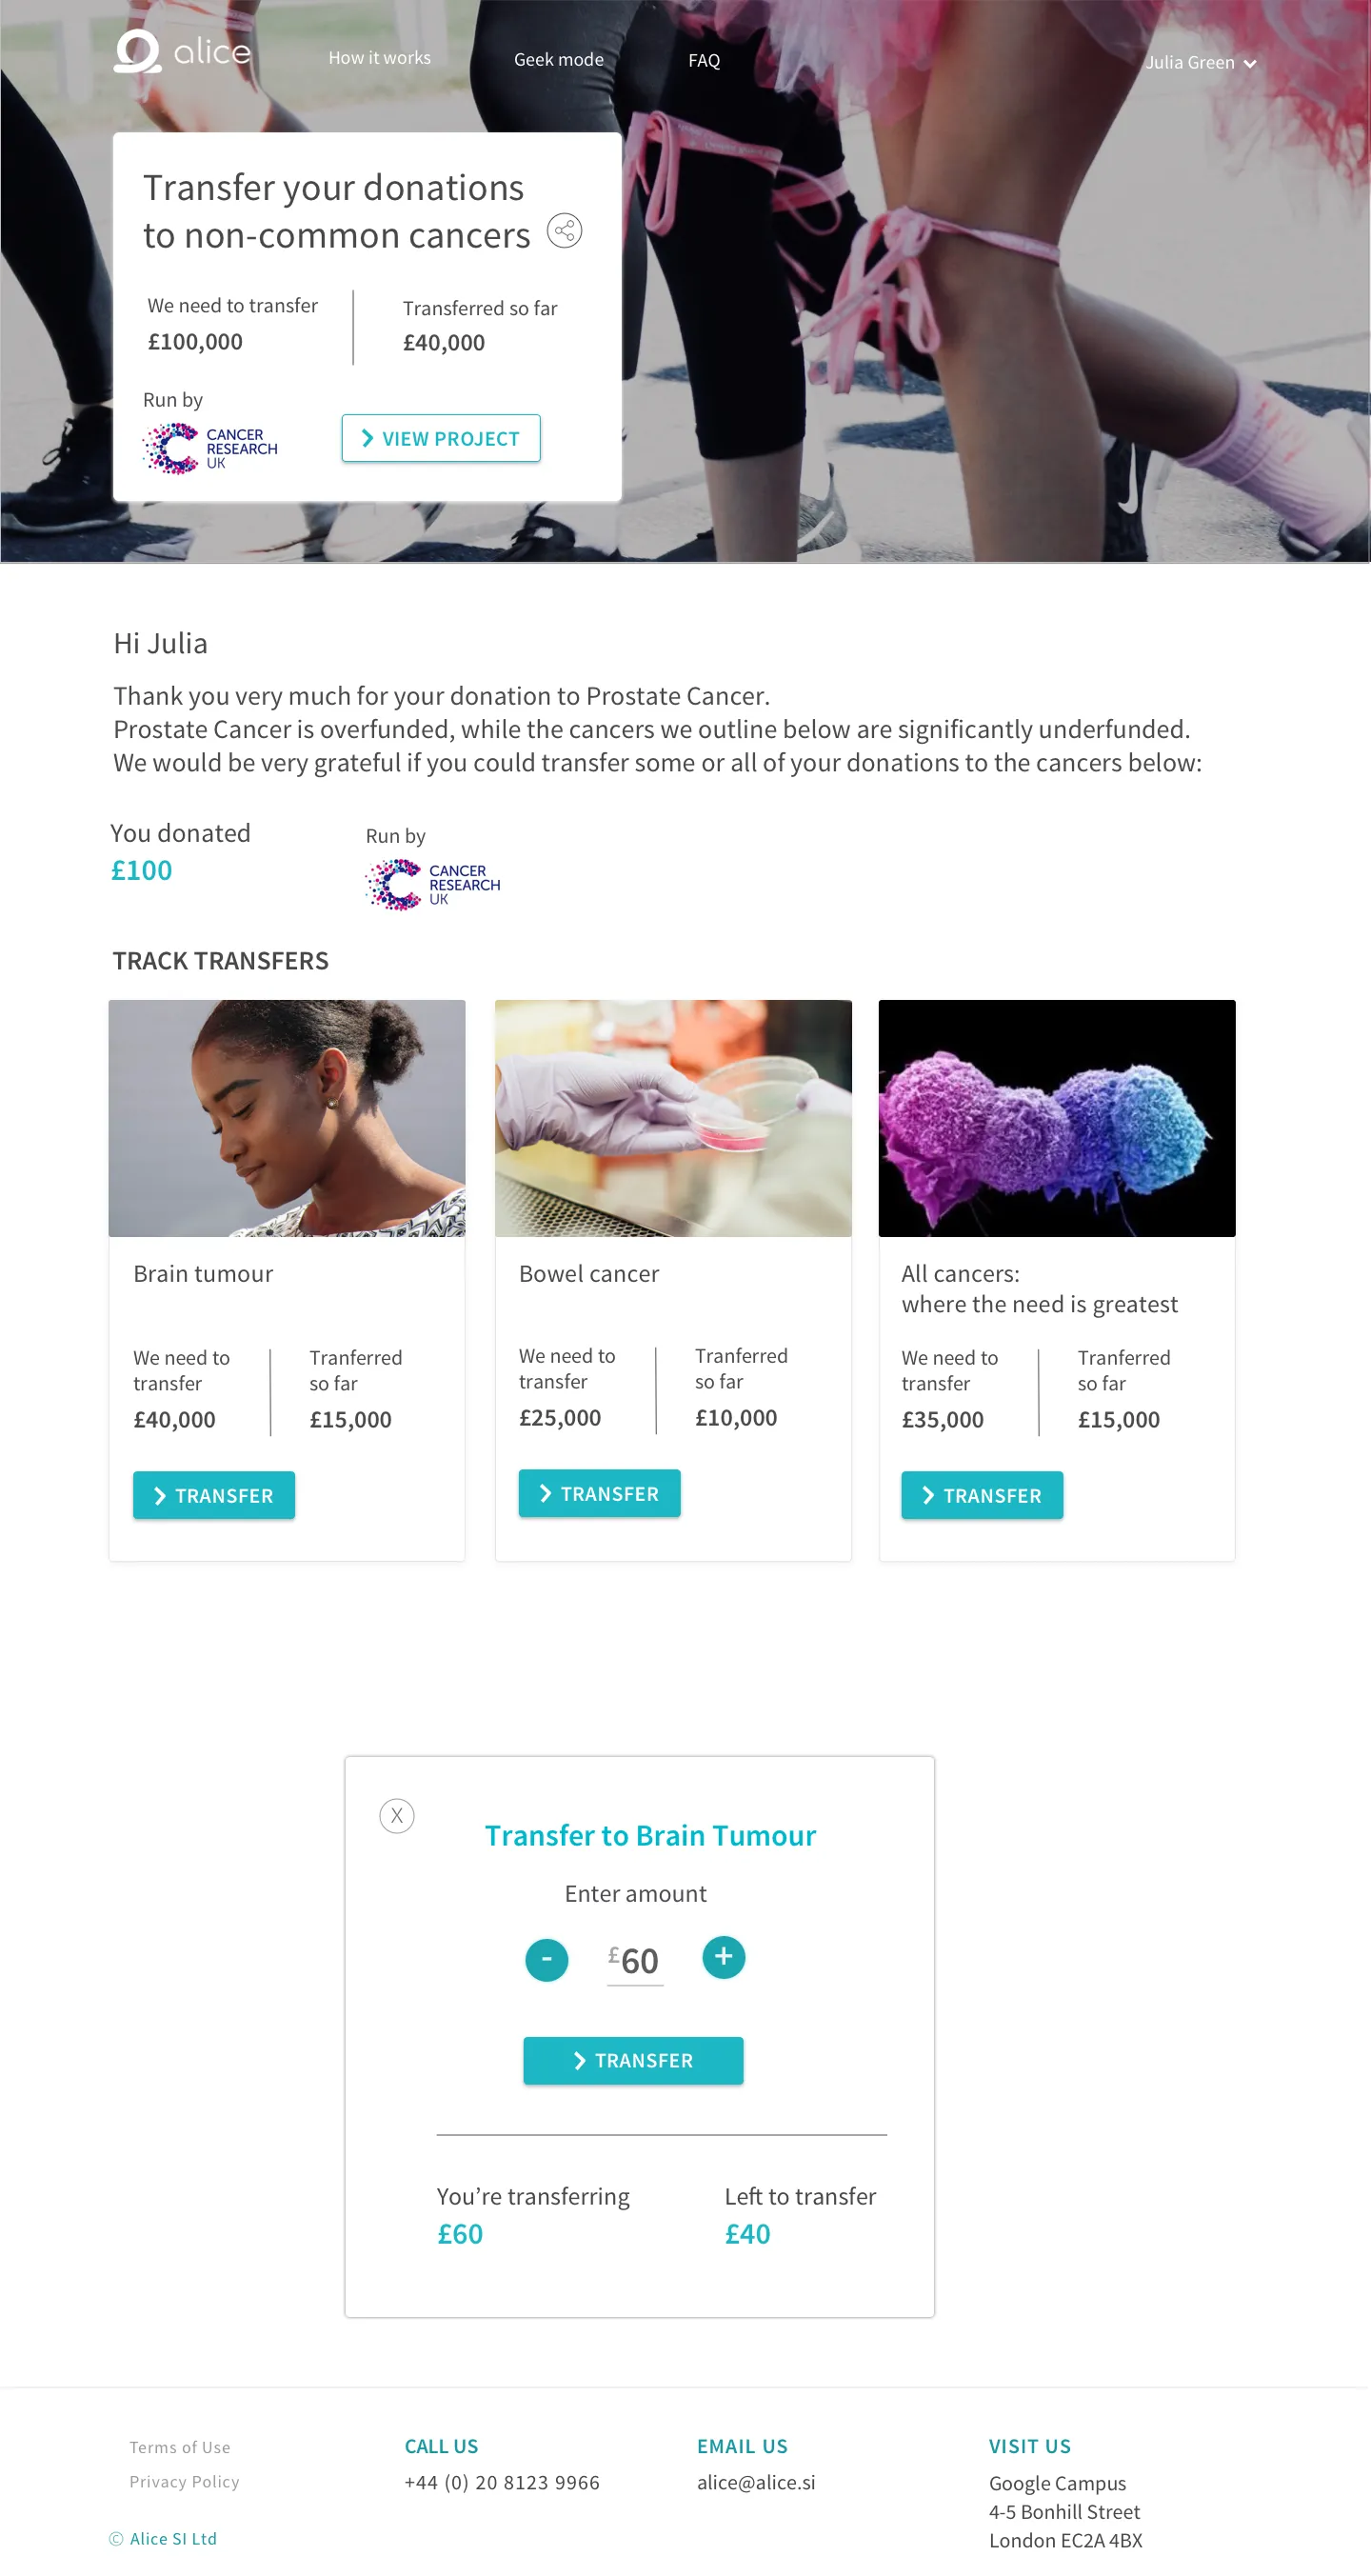 alice
How it works
Geek mode
FAQ
Julia Green
Transfer your donations
to non-common cancers
We need to transfer
£100,000
Transferred so far
£40,000
Run by
CANCER
RESEARCH
UK
VIEW PROJECT
Hi Julia
Thank you very much for your donation to Prostate Cancer.
Prostate Cancer is overfunded, while the cancers we outline below are significantly underfunded.
We would be very grateful if you could transfer some or all of your donations to the cancers below:
You donated
£100
Run by
CANCER
RESEARCH
UK
TRACK TRANSFERS
Brain tumour
We need to
transfer
£40,000
Tranferred
so far
£15,000
TRANSFER
Bowel cancer
We need to
transfer
£25,000
Tranferred
so far
£10,000
TRANSFER
All cancers:
where the need is greatest
We need to
transfer
£35,000
Tranferred
so far
£15,000
TRANSFER
X
Transfer to Brain Tumour
Enter amount
- £60 +
TRANSFER
You’re transferring
£60
Left to transfer
£40
Terms of Use
Privacy Policy
© Alice SI Ltd
CALL US
+44 (0) 20 8123 9966
EMAIL US
alice@alice.si
VISIT US
Google Campus
4-5 Bonhill Street
London EC2A 4BX